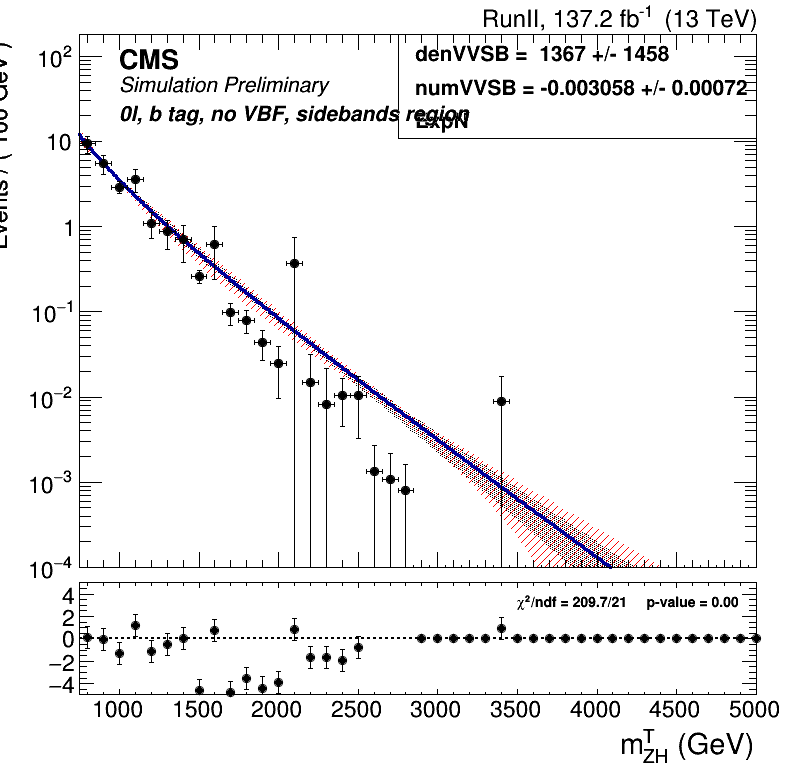 RunII, 137.2 fb-1 (13 TeV)
CMS
Simulation Preliminary
0l, b tag, no VBF, sidebands region
denVVSB = 1367 +/- 1458
numVVSB = -0.003058 +/- 0.00072
ExpN
Events / ( 100 GeV )
10²
10
1
10⁻¹
10⁻²
10⁻³
10⁻⁴
χ²/ndf = 209.7/21 p-value = 0.00
4
2
0
−2
−4
1000 1500 2000 2500 3000 3500 4000 4500 5000
m^T_ZH (GeV)